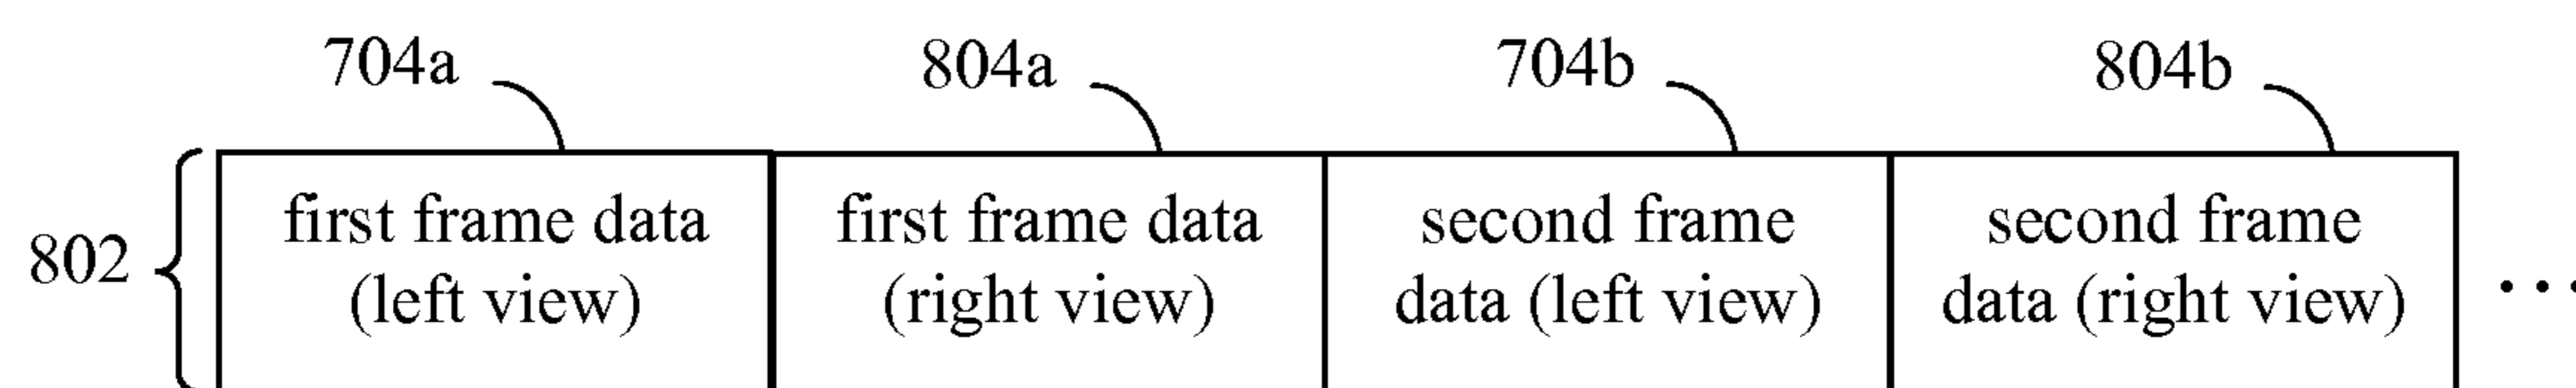 704a 804a 704b 804b
802
first frame data
(left view)
first frame data
(right view)
second frame
data (left view)
second frame
data (right view)
...